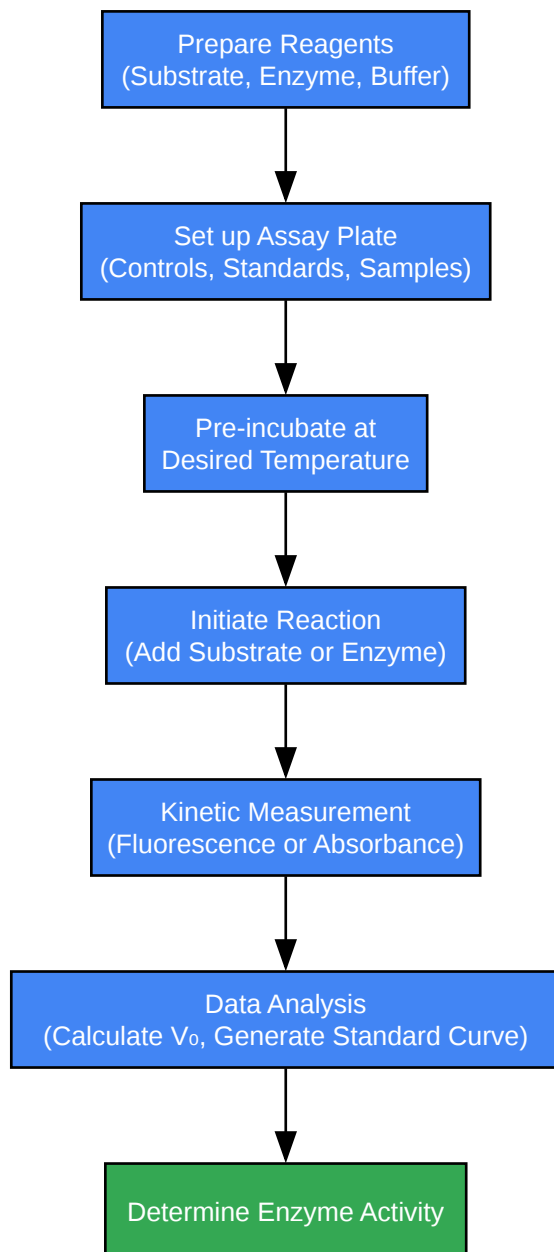 Prepare Reagents
(Substrate, Enzyme, Buffer)
Set up Assay Plate
(Controls, Standards, Samples)
Pre-incubate at
Desired Temperature
Initiate Reaction
(Add Substrate or Enzyme)
Kinetic Measurement
(Fluorescence or Absorbance)
Data Analysis
(Calculate V₀, Generate Standard Curve)
Determine Enzyme Activity